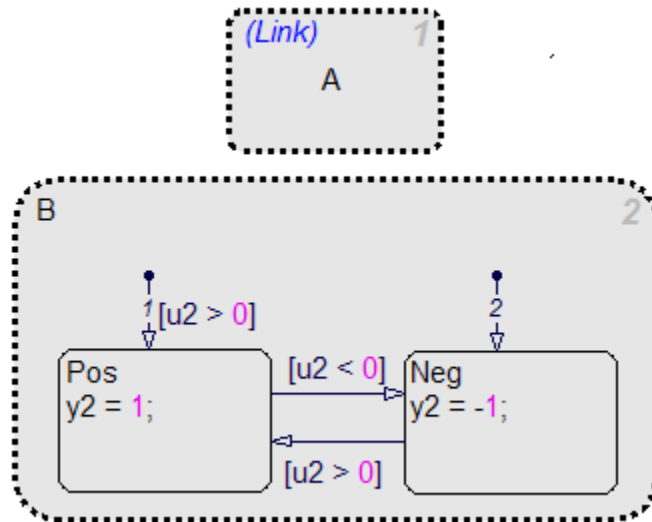 (Link) 1
A
B 2
1 [u2 > 0] 2
Pos
y2 = 1;
[u2 < 0]
Neg
y2 = -1;
[u2 > 0]